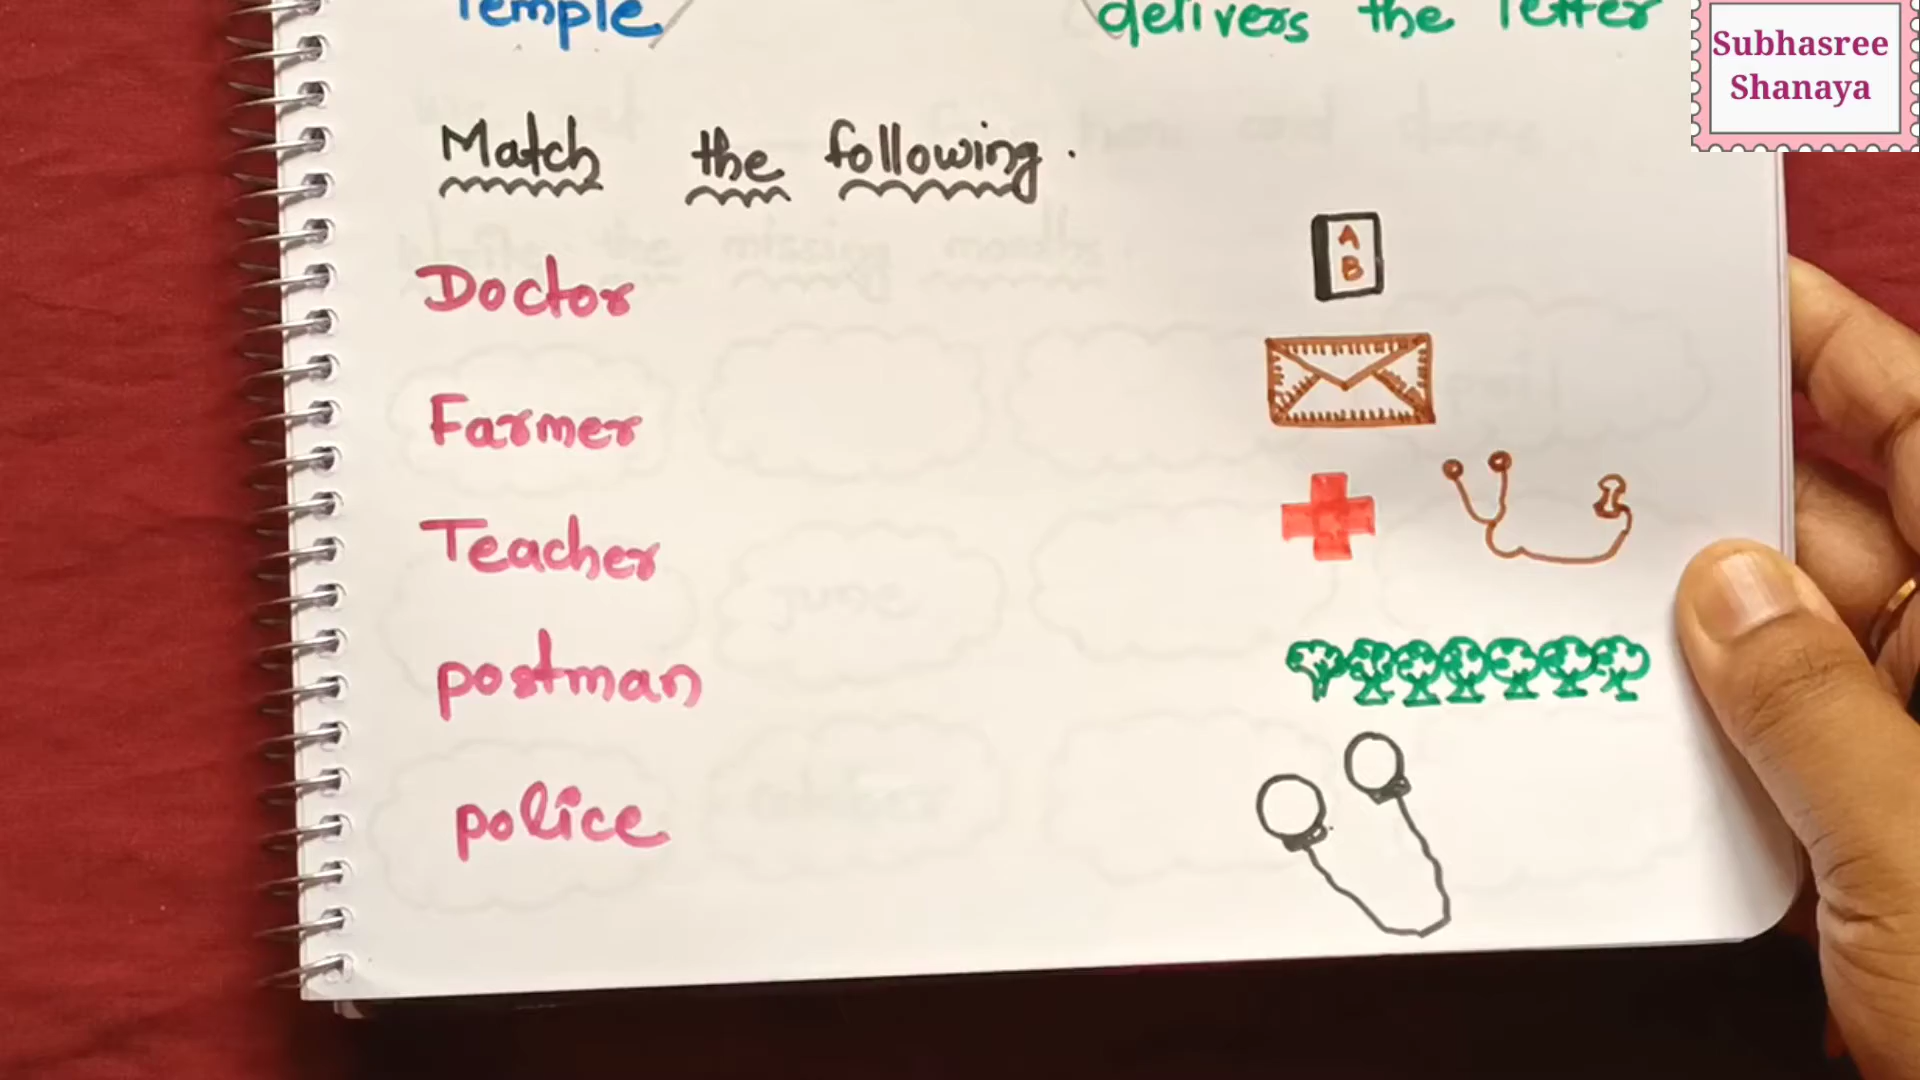 Temple
delivers the letter
Subhasree
Shanaya
Match the following.
A
B
Doctor
Farmer
Teacher
postman
police